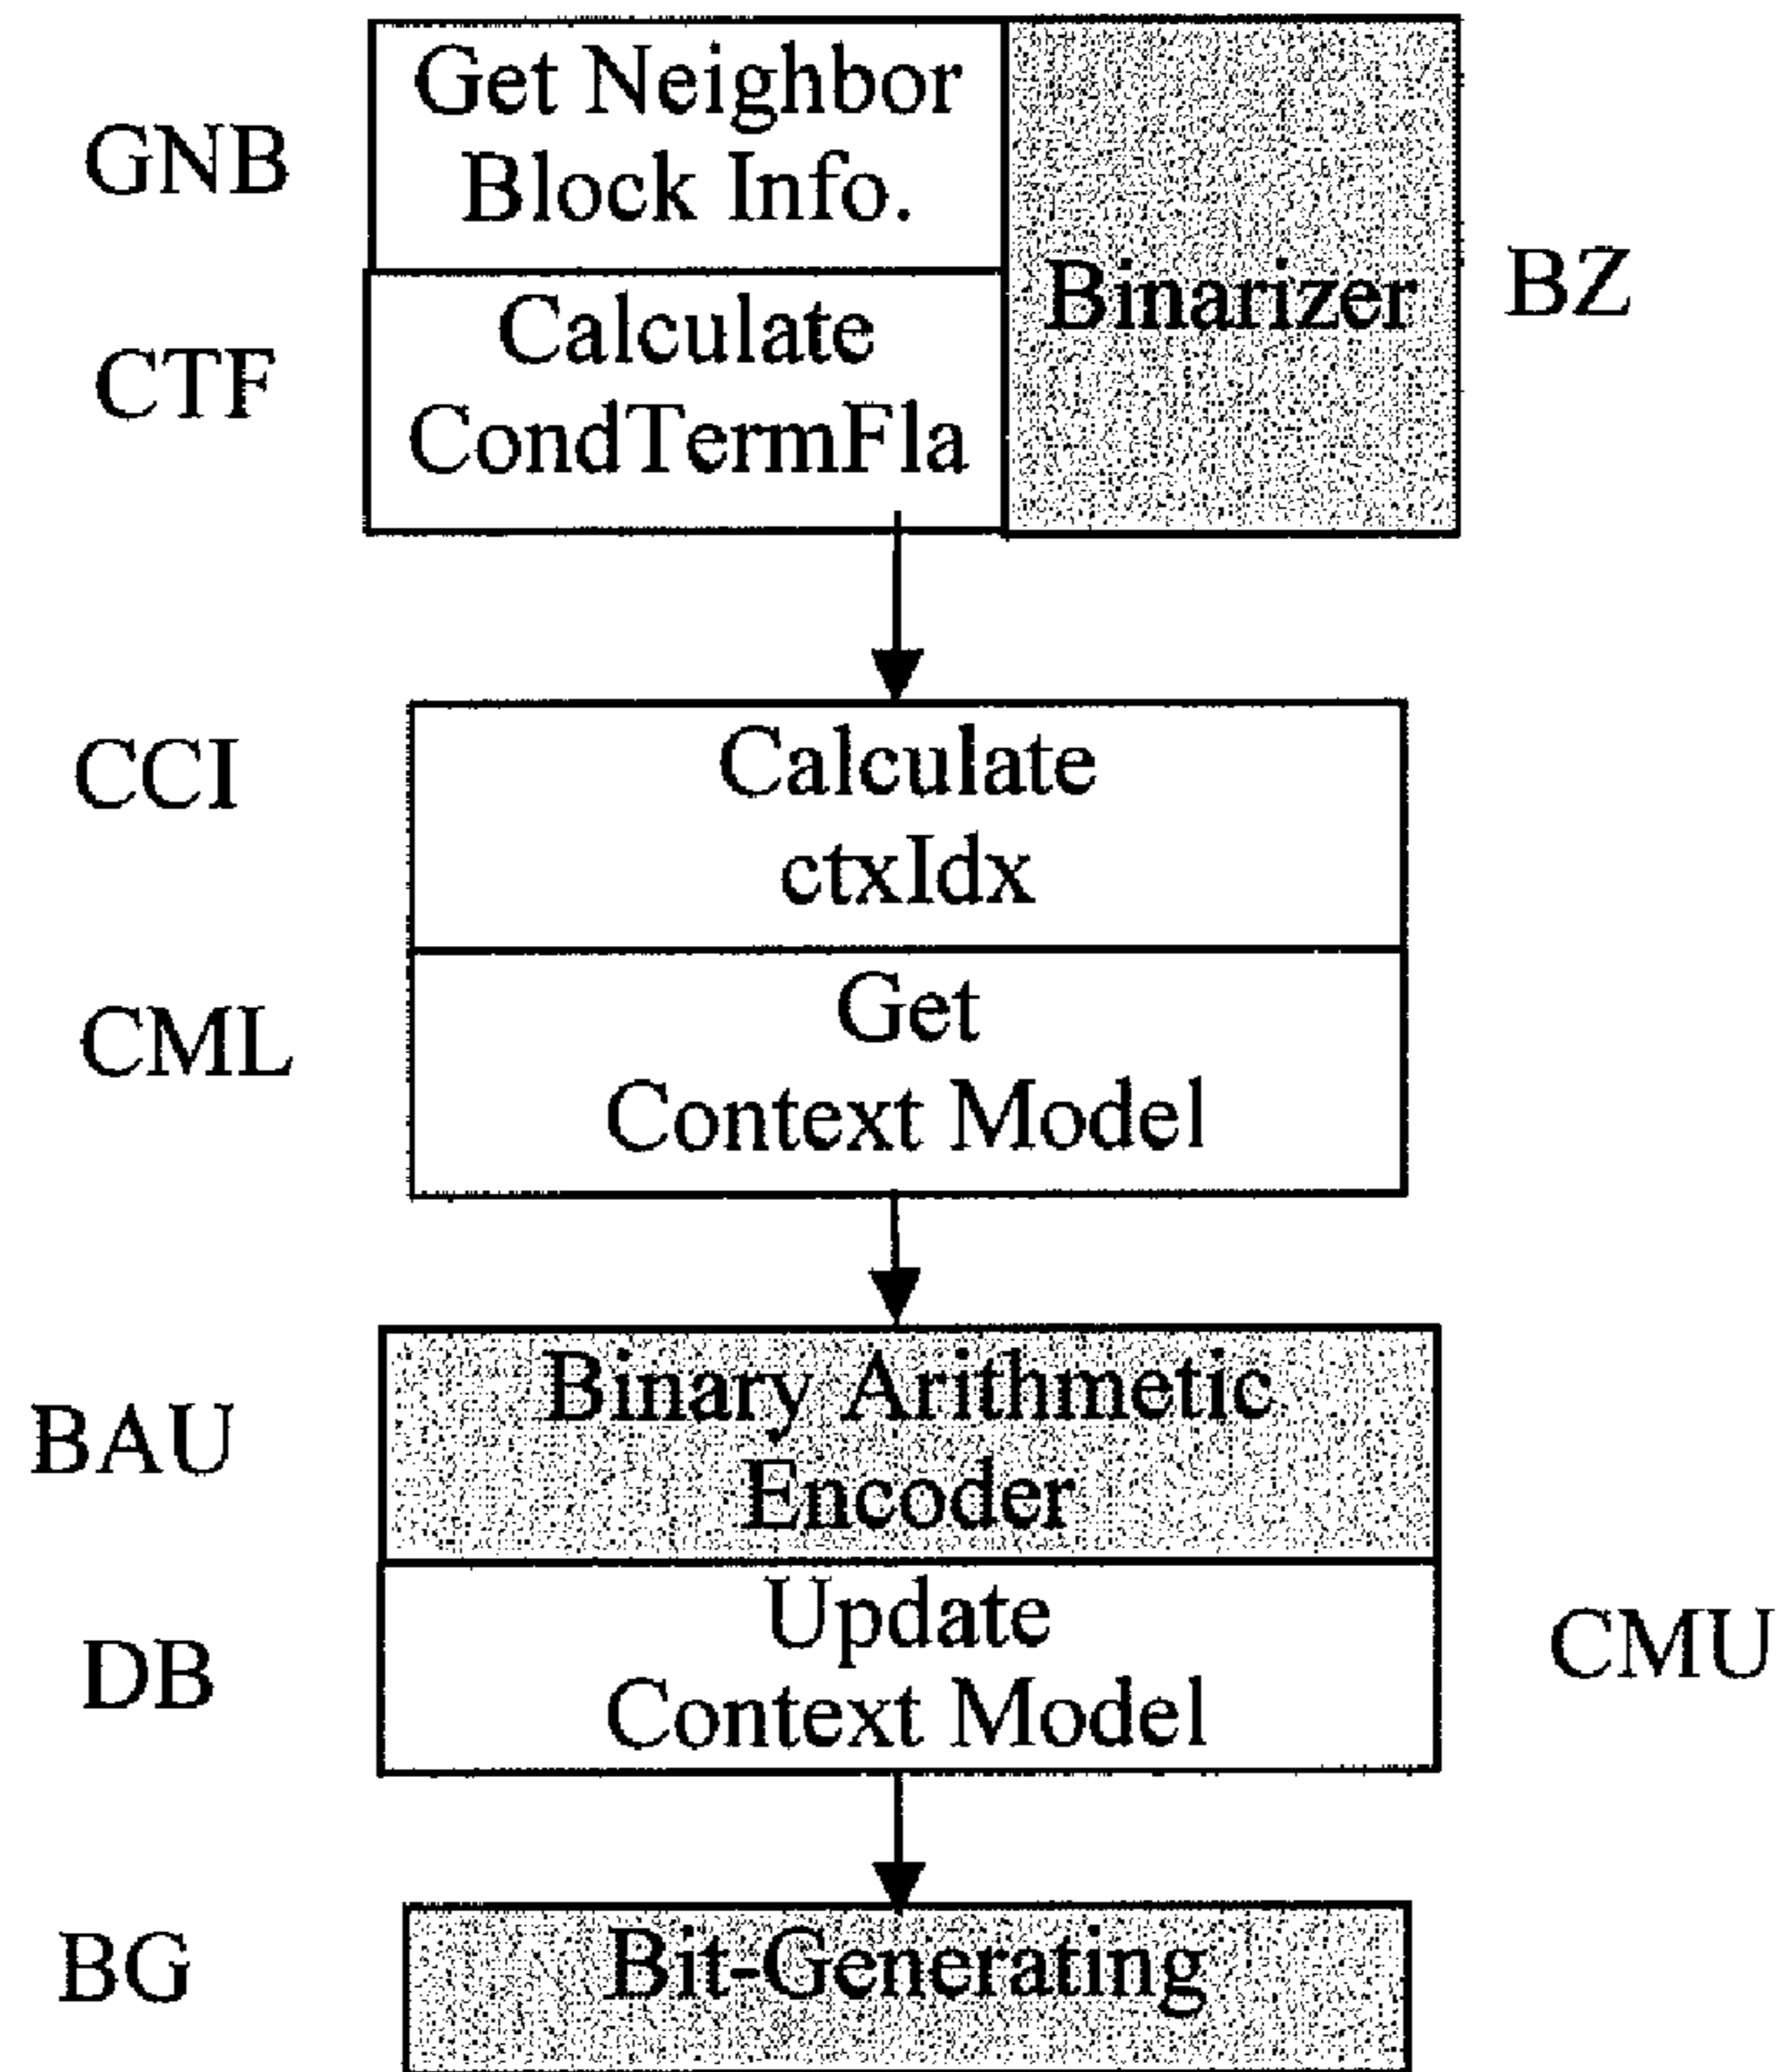 Get Neighbor
GNB
Block Info.
Binarizer
BZ
Calculate
CTF
CondTermFla
CCI
Calculate
ctxIdx
Get
CML
Context Model
Binary Arithmetic
BAU
Encoder
Update
DB
CMU
Context Model
BG
Bit-Generating